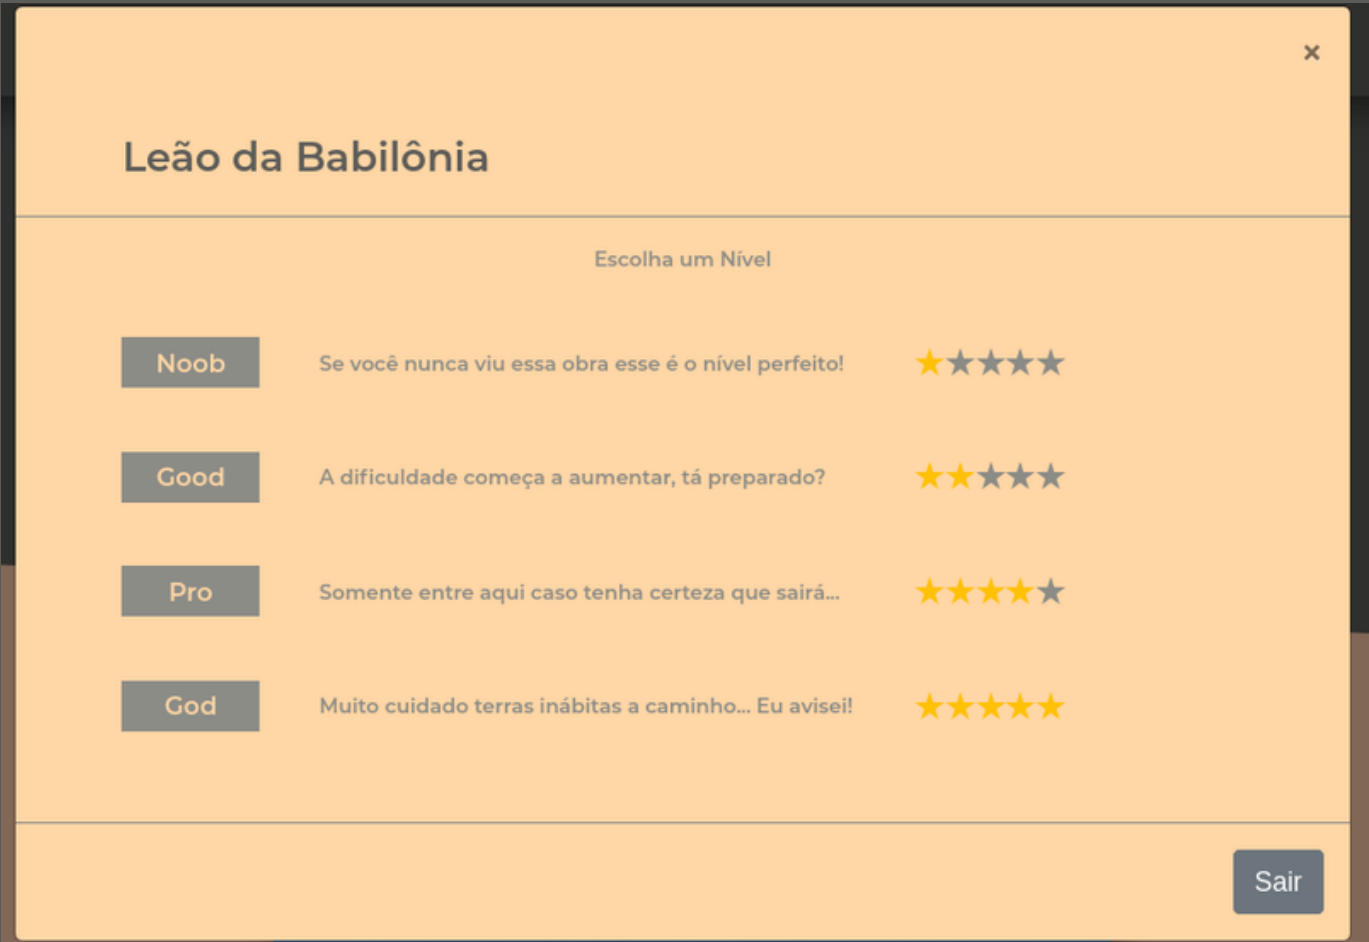 ×
Leão da Babilônia
Escolha um Nível
Noob Se você nunca viu essa obra esse é o nível perfeito! ★★★★★
Good A dificuldade começa a aumentar, tá preparado? ★★★★★
Pro Somente entre aqui caso tenha certeza que sairá... ★★★★★
God Muito cuidado terras inábitas a caminho... Eu avisei! ★★★★★
Sair